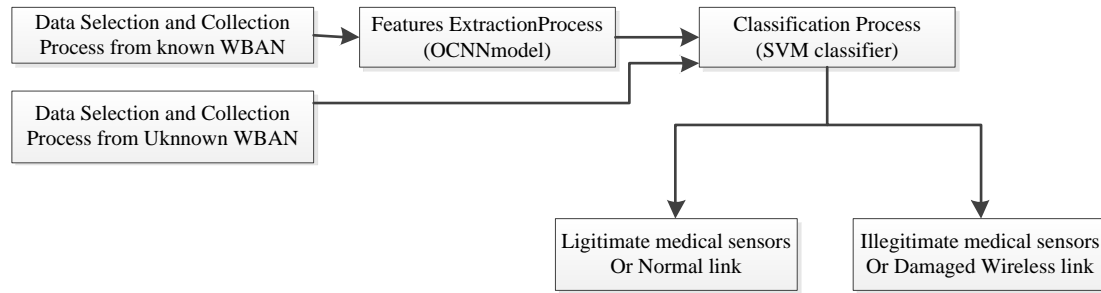 Data Selection and Collection
Process from known WBAN
Features ExtractionProcess
(OCNNmodel)
Classification Process
(SVM classifier)
Data Selection and Collection
Process from Uknnown WBAN
Ligitimate medical sensors
Or Normal link
Illegitimate medical sensors
Or Damaged Wireless link